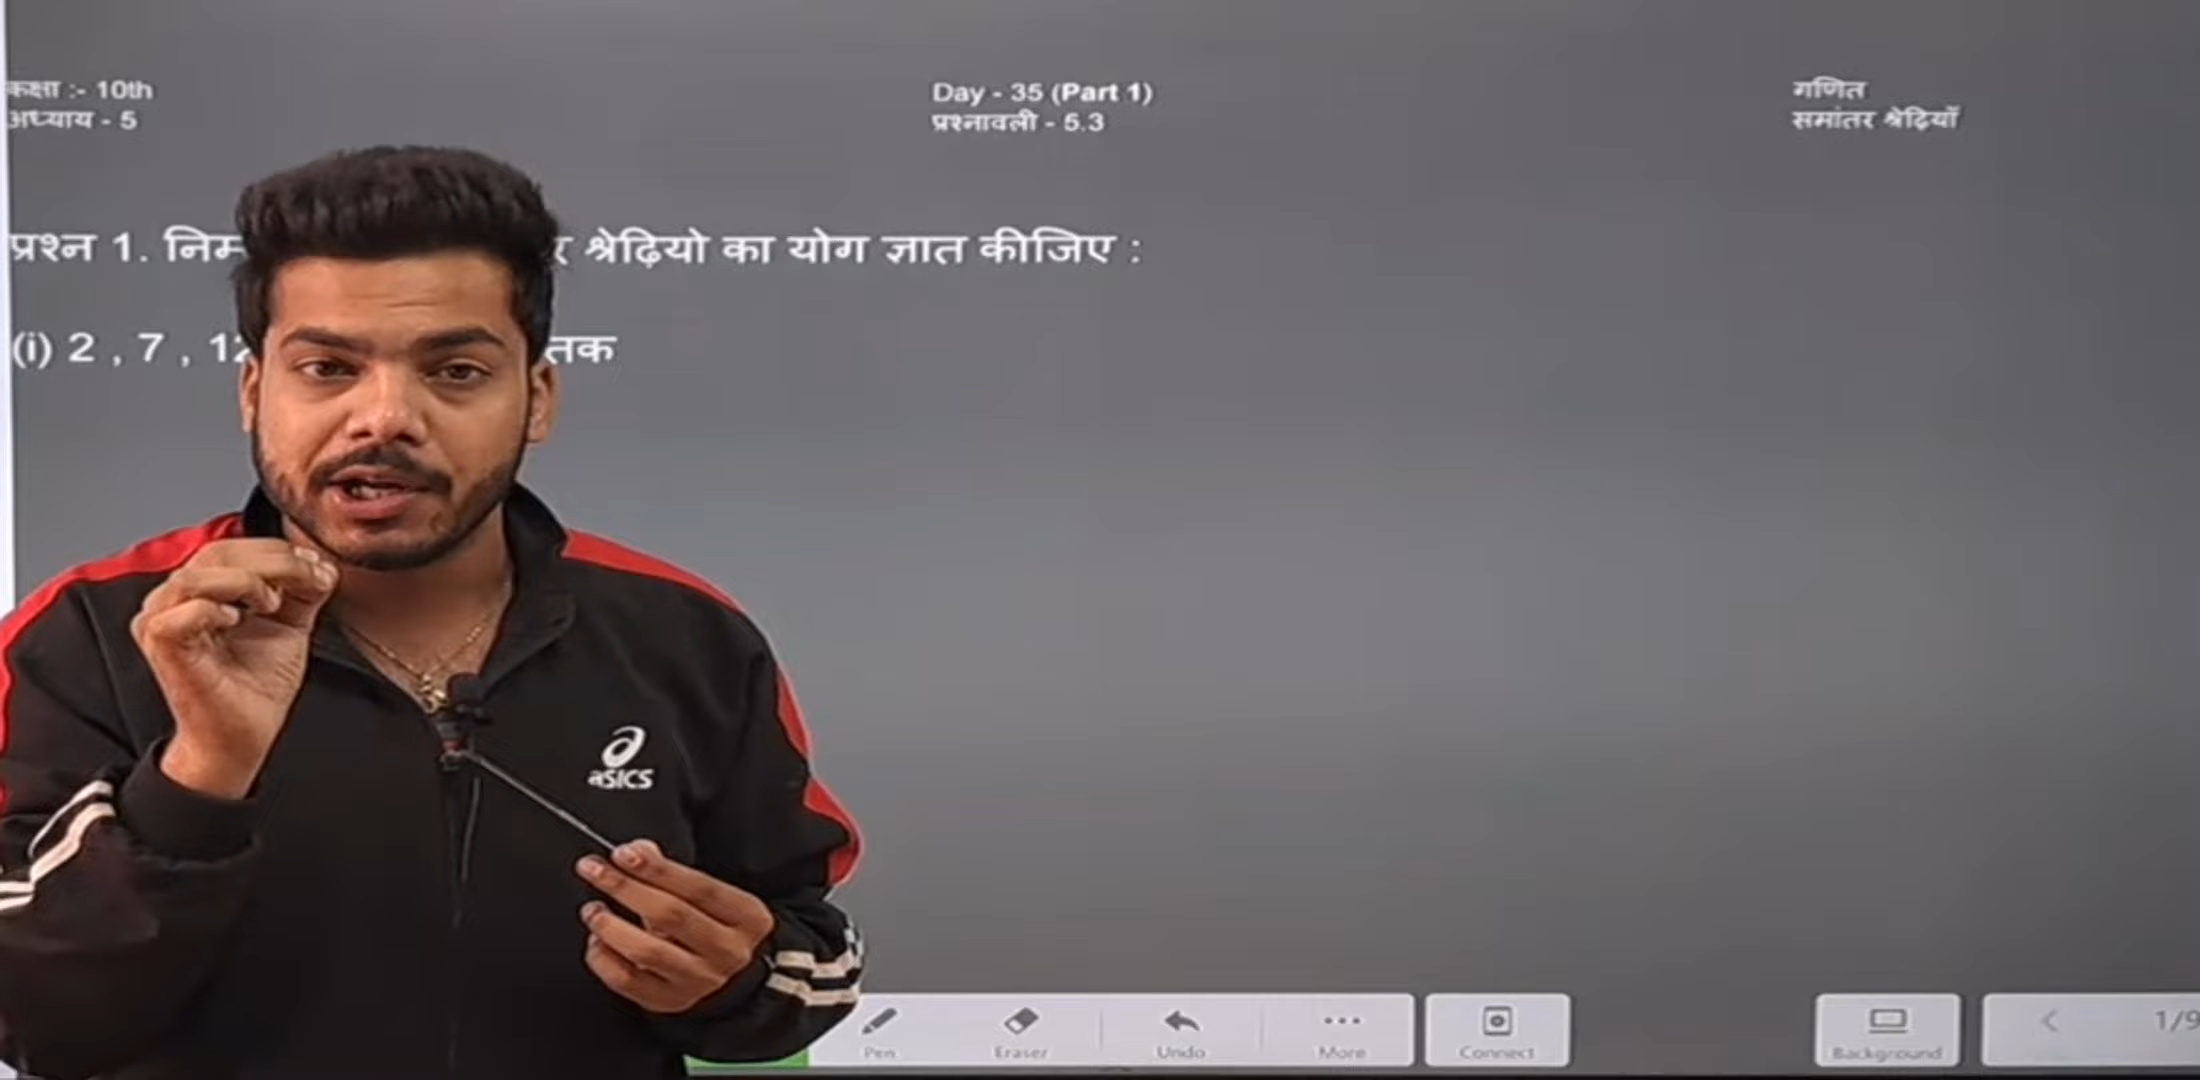 कक्षा :- 10th
अध्याय - 5
Day - 35 (Part 1)
प्रश्नावली - 5.3
गणित
समांतर श्रेढ़ियाँ
प्रश्न 1. श्रेढ़ियो का योग ज्ञात कीजिए :
(i) 2 , 7 , तक
asics
Pen
Eraser
Undo
More
Connect
Background
1/9